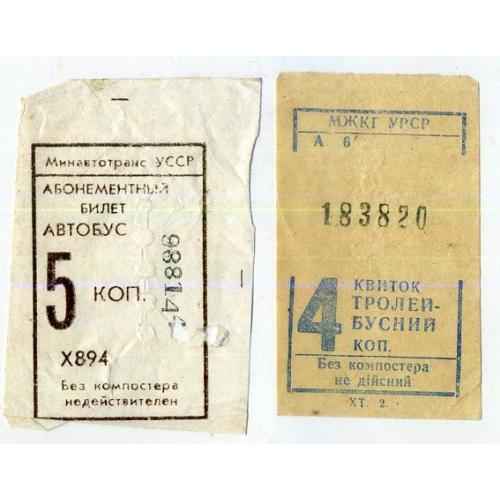 Минавтотранс УССР
АБОНЕМЕНТНЫЙ
БИЛЕТ
АВТОБУС
5 КОП.
98814
Х894
Без компостера
недействителен
МЖКГ УРСР
А 6
183820
4 КВИТОК
ТРОЛЕЙ-
БУСНИЙ
КОП.
Без компостера
не дійсний
ХТ. 2.